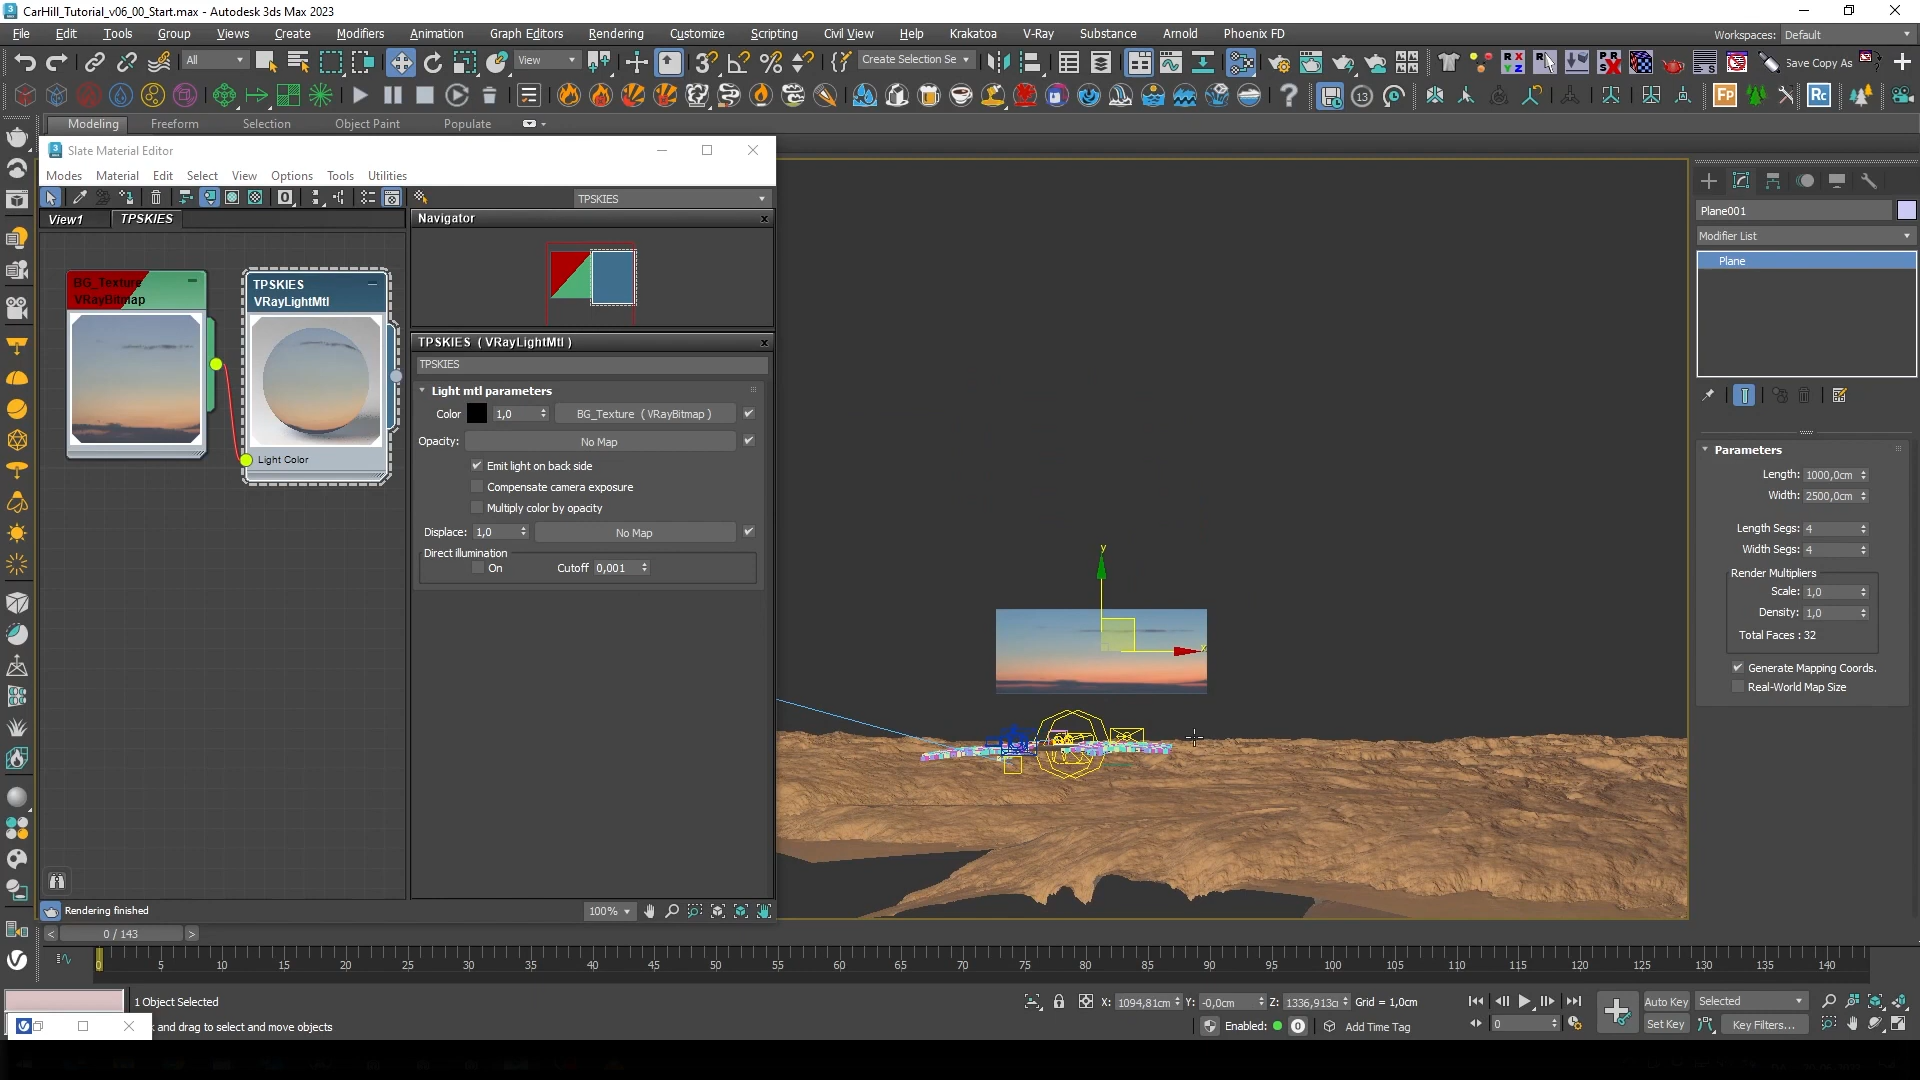 CarHill_Tutorial_v06_00_Start.max - Autodesk 3ds Max 2023
File Edit Tools Group Views Create Modifiers Animation Graph Editors Rendering Customize Scripting Civil View Help Krakatoa V-Ray Substance Arnold Phoenix FD
Workspaces: Default
All View Create Selection Se Save Copy As
Modeling Freeform Selection Object Paint Populate
Slate Material Editor
Modes Material Edit Select View Options Tools Utilities
TPSKIES
View1 TPSKIES
Navigator
BG_Texture
VRayBitmap
TPSKIES
VRayLightMtl
Light Color
TPSKIES ( VRayLightMtl )
TPSKIES
Light mtl parameters
Color 1,0 BG_Texture ( VRayBitmap )
Opacity: No Map
Emit light on back side
Compensate camera exposure
Multiply color by opacity
Displace: 1,0 No Map
Direct illumination
On Cutoff 0,001
Rendering finished
100%
y
x
Plane001
Modifier List
Plane
Parameters
Length: 1000,0cm
Width: 2500,0cm
Length Segs: 4
Width Segs: 4
Render Multipliers
Scale: 1,0
Density: 1,0
Total Faces : 32
Generate Mapping Coords.
Real-World Map Size
< 0 / 143 >
0 5 10 15 20 25 30 35 40 45 50 55 60 65 70 75 80 85 90 95 100 105 110 115 120 125 130 135 140
1 Object Selected
k and drag to select and move objects
X: 1094,81cm Y: -0,0cm Z: 1336,913c Grid = 1,0cm
Enabled: 0 Add Time Tag
0
Auto Key Selected
Set Key Key Filters...